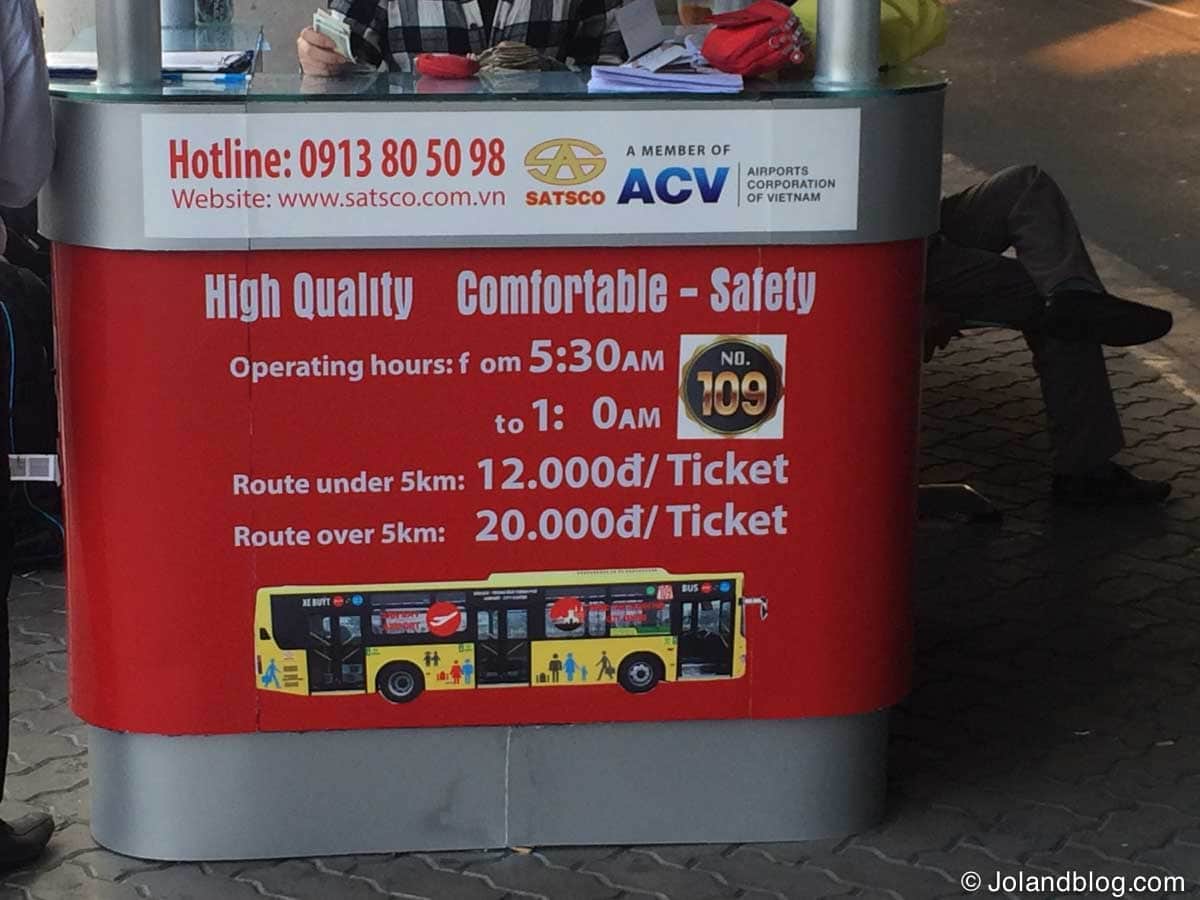 Hotline: 0913 80 50 98
Website: www.satsco.com.vn
SATSCO
A MEMBER OF
ACV
AIRPORTS
CORPORATION
OF VIETNAM
High Quality Comfortable - Safety
Operating hours: f om 5:30AM
to 1: 0AM
NO.
109
Route under 5km: 12.000đ/ Ticket
Route over 5km: 20.000đ/ Ticket
XE BUÝT
BUS
109
AIRPORT
© Jolandblog.com